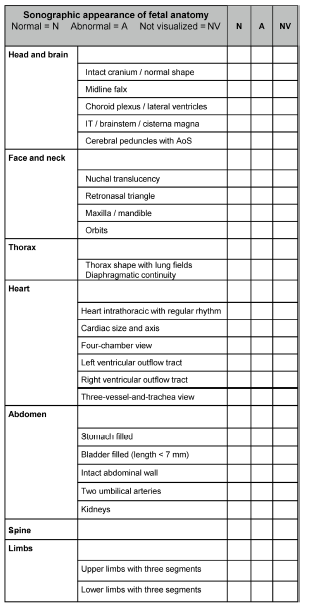 Sonographic appearance of fetal anatomy
Normal = N Abnormal = A Not visualized = NV
N A NV
Head and brain
Intact cranium / normal shape
Midline falx
Choroid plexus / lateral ventricles
IT / brainstem / cisterna magna
Cerebral peduncles with AoS
Face and neck
Nuchal translucency
Retronasal triangle
Maxilla / mandible
Orbits
Thorax
Thorax shape with lung fields
Diaphragmatic continuity
Heart
Heart intrathoracic with regular rhythm
Cardiac size and axis
Four-chamber view
Left ventricular outflow tract
Right ventricular outflow tract
Three-vessel-and-trachea view
Abdomen
Stomach filled
Bladder filled (length < 7 mm)
Intact abdominal wall
Two umbilical arteries
Kidneys
Spine
Limbs
Upper limbs with three segments
Lower limbs with three segments